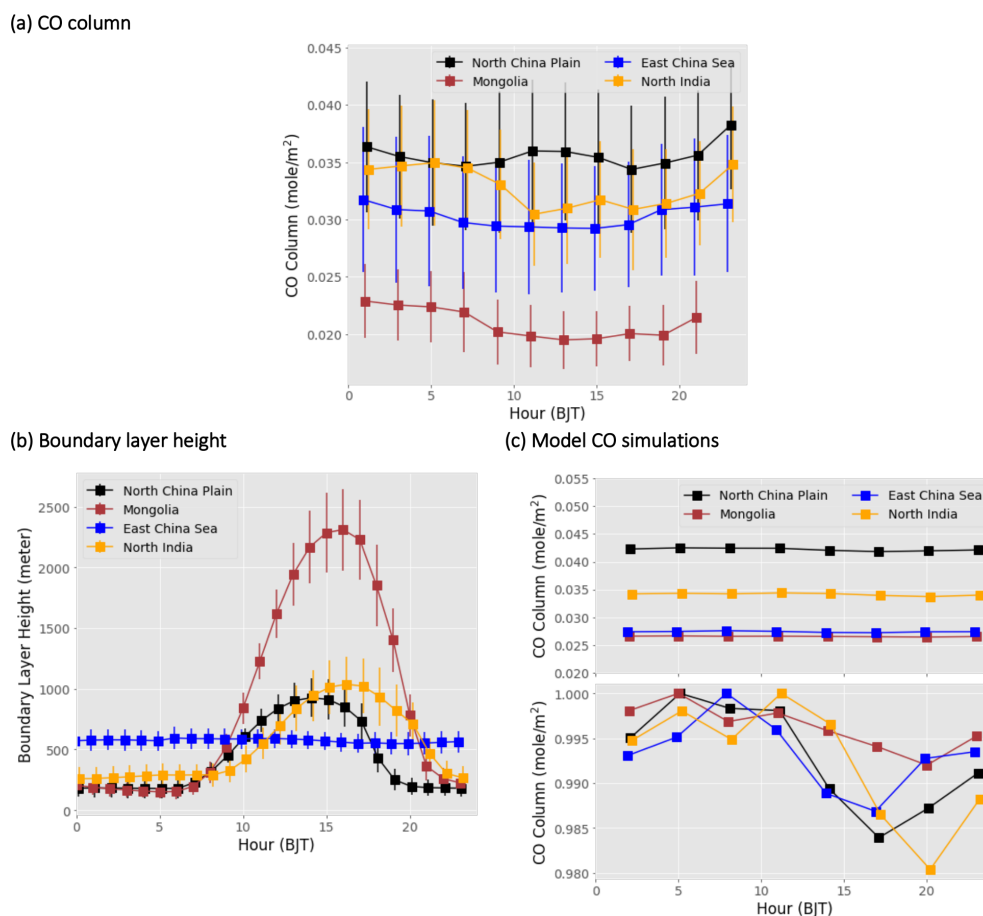 (a) CO column
0.045
0.040
0.035
0.030
0.025
0.020
CO Column (mole/m²)
North China Plain
Mongolia
East China Sea
North India
0
5
10
15
20
Hour (BJT)
(b) Boundary layer height
2500
2000
1500
1000
500
0
Boundary Layer Height (meter)
North China Plain
Mongolia
East China Sea
North India
0
5
10
15
20
Hour (BJT)
(c) Model CO simulations
0.055
0.050
0.045
0.040
0.035
0.030
0.025
0.020
CO Column (mole/m²)
North China Plain
Mongolia
East China Sea
North India
1.000
0.995
0.990
0.985
0.980
CO Column (mole/m²)
0
5
10
15
20
Hour (BJT)